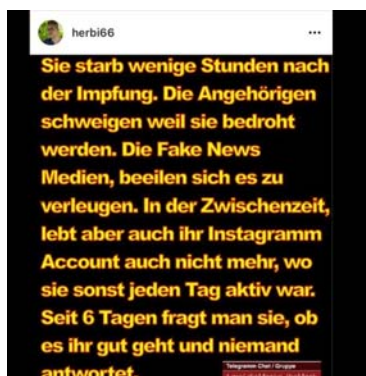 herbi66
Sie starb wenige Stunden nach
der Impfung. Die Angehörigen
schweigen weil sie bedroht
werden. Die Fake News
Medien, beeilen sich es zu
verleugen. In der Zwischenzeit,
lebt aber auch ihr Instagramm
Account auch nicht mehr, wo
sie sonst jeden Tag aktiv war.
Seit 6 Tagen fragt man sie, ob
es ihr gut geht und niemand
antwortet.
Telegramm Chat / Gruppe